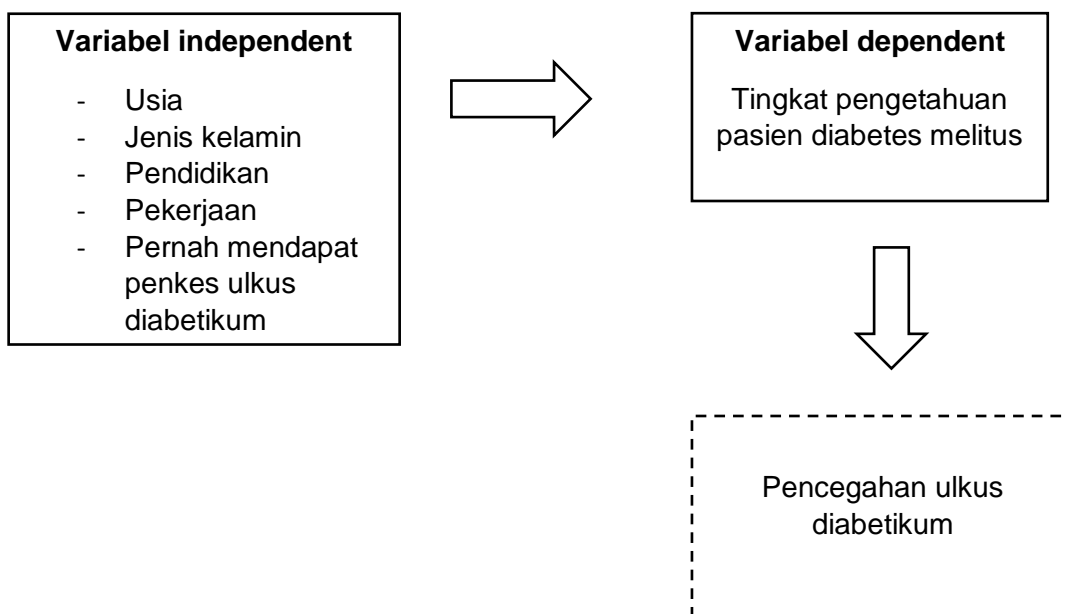 Variabel independent
- Usia
- Jenis kelamin
- Pendidikan
- Pekerjaan
- Pernah mendapat
penkes ulkus
diabetikum
Variabel dependent
Tingkat pengetahuan
pasien diabetes melitus
Pencegahan ulkus
diabetikum